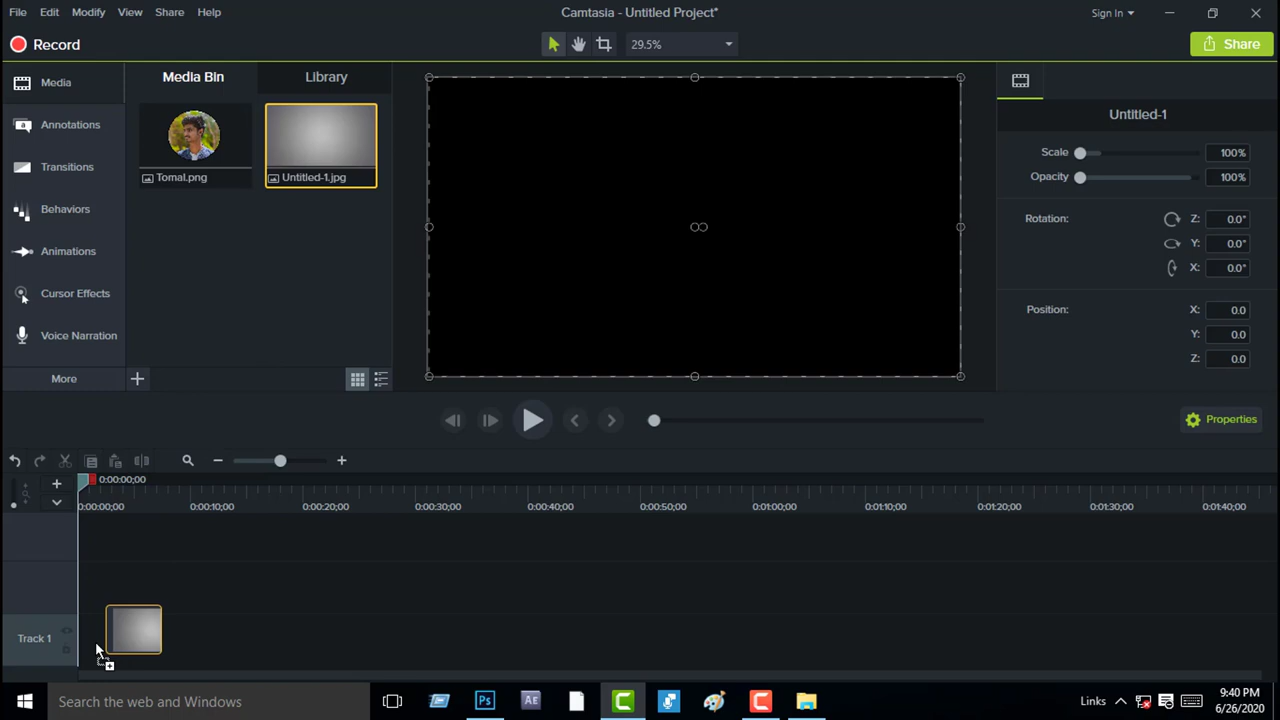 File Edit Modify View Share Help
Camtasia - Untitled Project*
Sign In
Record
29.5%
Share
Media
Annotations
Transitions
Behaviors
Animations
Cursor Effects
Voice Narration
More
Media Bin
Library
Tomal.png
Untitled-1.jpg
Untitled-1
Scale 100%
Opacity 100%
Rotation: Z: 0.0°
Y: 0.0°
X: 0.0°
Position: X: 0.0
Y: 0.0
Z: 0.0
Properties
0:00:00;00
0:00:00;00 0:00:10;00 0:00:20;00 0:00:30;00 0:00:40;00 0:00:50;00 0:01:00;00 0:01:10;00 0:01:20;00 0:01:30;00 0:01:40;00
Track 1
Search the web and Windows
Ps
Ae
Links
9:40 PM
6/26/2020